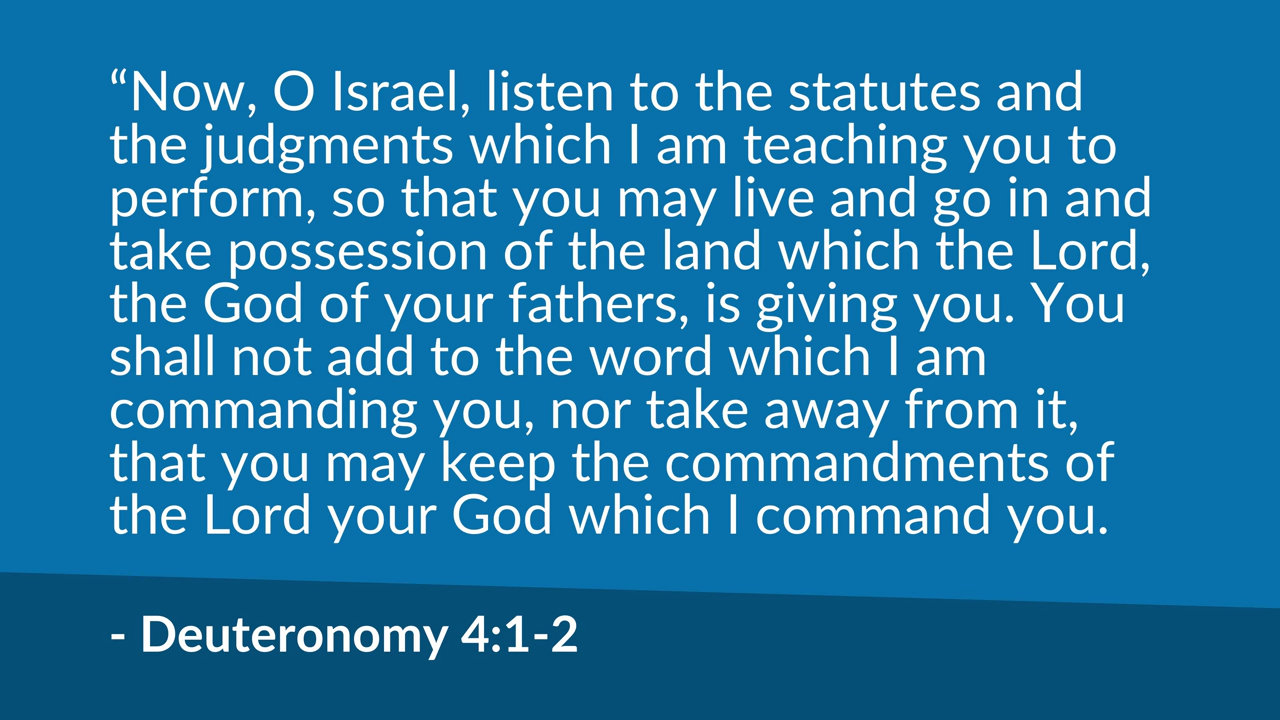 “Now, O Israel, listen to the statutes and
the judgments which I am teaching you to
perform, so that you may live and go in and
take possession of the land which the Lord,
the God of your fathers, is giving you. You
shall not add to the word which I am
commanding you, nor take away from it,
that you may keep the commandments of
the Lord your God which I command you.
- Deuteronomy 4:1-2